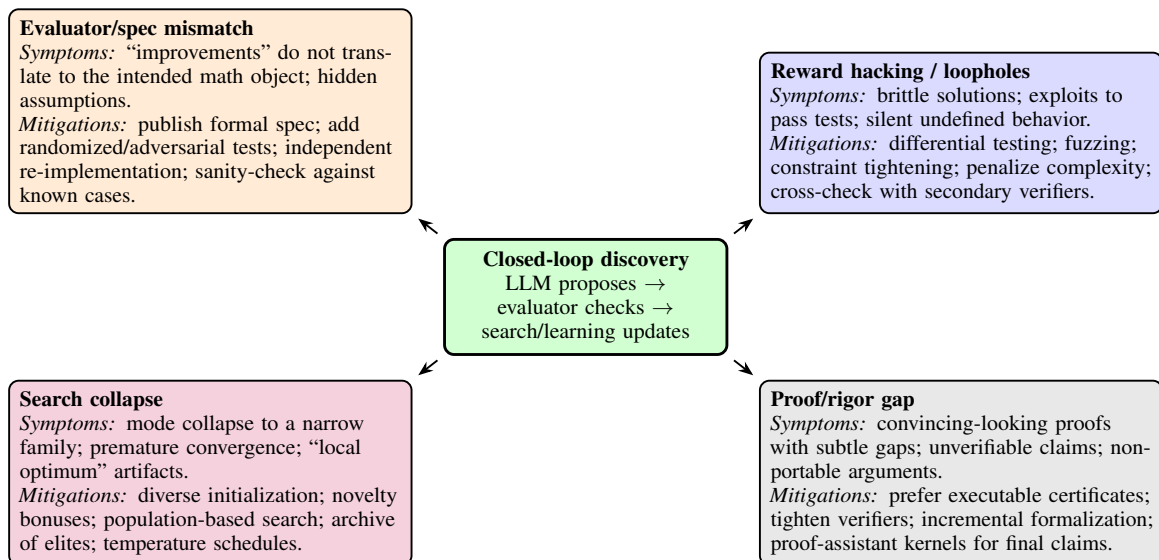 Evaluator/spec mismatch
Symptoms: “improvements” do not trans-
late to the intended math object; hidden
assumptions.
Mitigations: publish formal spec; add
randomized/adversarial tests; independent
re-implementation; sanity-check against
known cases.
Reward hacking / loopholes
Symptoms: brittle solutions; exploits to
pass tests; silent undefined behavior.
Mitigations: differential testing; fuzzing;
constraint tightening; penalize complexity;
cross-check with secondary verifiers.
Closed-loop discovery
LLM proposes →
evaluator checks →
search/learning updates
Search collapse
Symptoms: mode collapse to a narrow
family; premature convergence; “local
optimum” artifacts.
Mitigations: diverse initialization; novelty
bonuses; population-based search; archive
of elites; temperature schedules.
Proof/rigor gap
Symptoms: convincing-looking proofs
with subtle gaps; unverifiable claims; non-
portable arguments.
Mitigations: prefer executable certificates;
tighten verifiers; incremental formalization;
proof-assistant kernels for final claims.